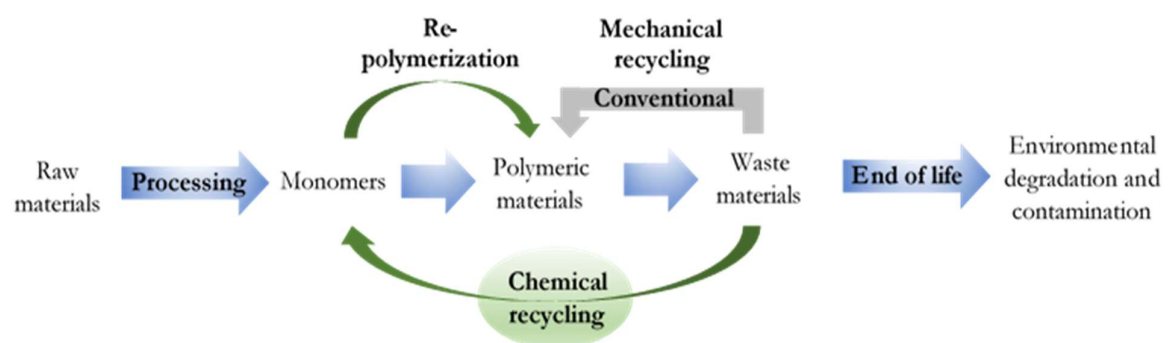 Re-
polymerization
Mechanical
recycling
Conventional
Raw
materials
Processing
Monomers
Polymeric
materials
Waste
materials
End of life
Environmental
degradation and
contamination
Chemical
recycling